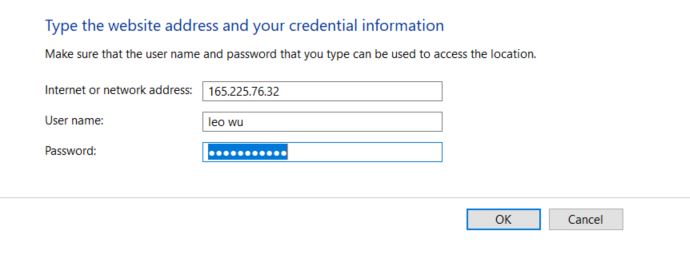 Type the website address and your credential information
Make sure that the user name and password that you type can be used to access the location.
Internet or network address: 165.225.76.32
User name: leo wu
Password: ●●●●●●●●●●●
OK Cancel